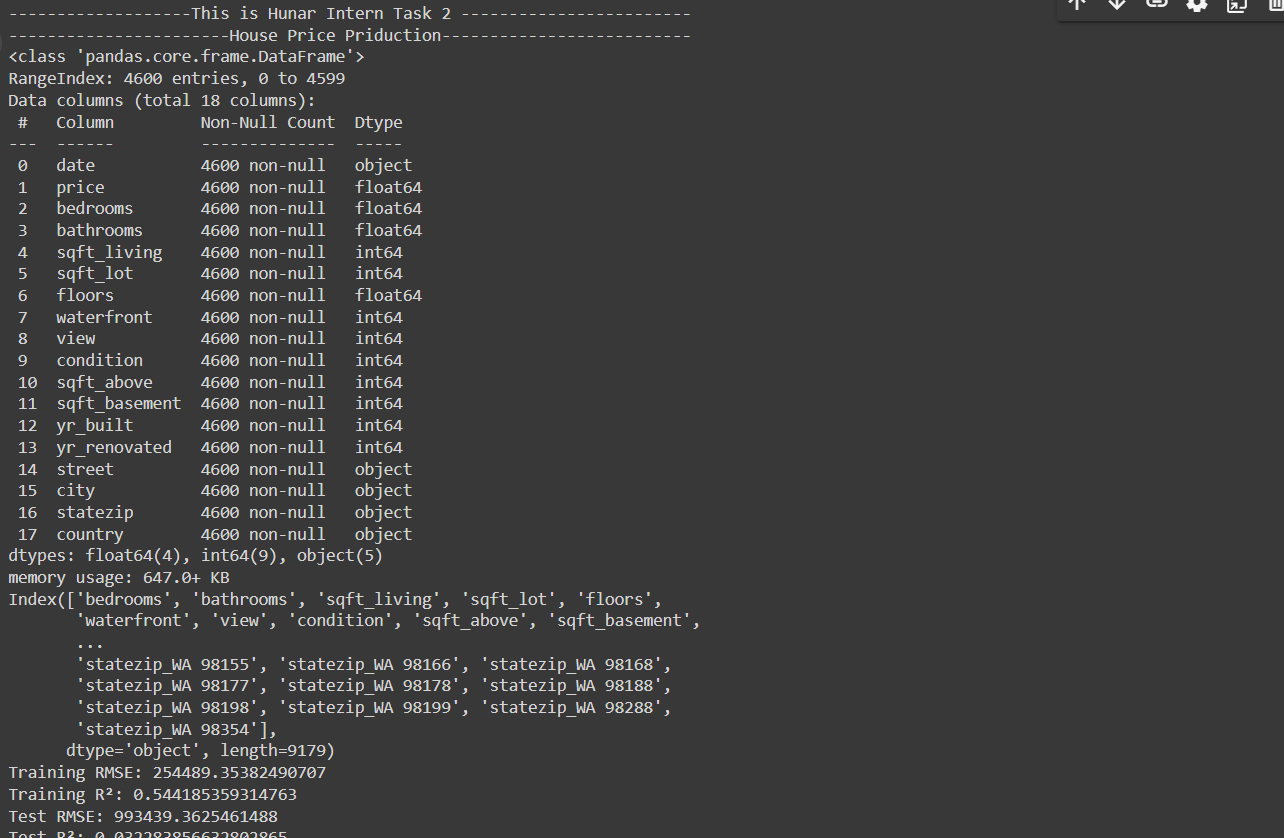 -------------------This is Hunar Intern Task 2 ------------------------
-----------------------House Price Priduction--------------------------
<class 'pandas.core.frame.DataFrame'>
RangeIndex: 4600 entries, 0 to 4599
Data columns (total 18 columns):
 #   Column         Non-Null Count  Dtype
---  ------         --------------  -----
 0   date           4600 non-null   object
 1   price          4600 non-null   float64
 2   bedrooms       4600 non-null   float64
 3   bathrooms      4600 non-null   float64
 4   sqft_living    4600 non-null   int64
 5   sqft_lot       4600 non-null   int64
 6   floors         4600 non-null   float64
 7   waterfront     4600 non-null   int64
 8   view           4600 non-null   int64
 9   condition      4600 non-null   int64
 10  sqft_above     4600 non-null   int64
 11  sqft_basement  4600 non-null   int64
 12  yr_built       4600 non-null   int64
 13  yr_renovated   4600 non-null   int64
 14  street         4600 non-null   object
 15  city           4600 non-null   object
 16  statezip       4600 non-null   object
 17  country        4600 non-null   object
dtypes: float64(4), int64(9), object(5)
memory usage: 647.0+ KB
Index(['bedrooms', 'bathrooms', 'sqft_living', 'sqft_lot', 'floors',
       'waterfront', 'view', 'condition', 'sqft_above', 'sqft_basement',
       ...
       'statezip_WA 98155', 'statezip_WA 98166', 'statezip_WA 98168',
       'statezip_WA 98177', 'statezip_WA 98178', 'statezip_WA 98188',
       'statezip_WA 98198', 'statezip_WA 98199', 'statezip_WA 98288',
       'statezip_WA 98354'],
      dtype='object', length=9179)
Training RMSE: 254489.35382490707
Training R²: 0.544185359314763
Test RMSE: 993439.3625461488
Test R²: 0.032283856632802865